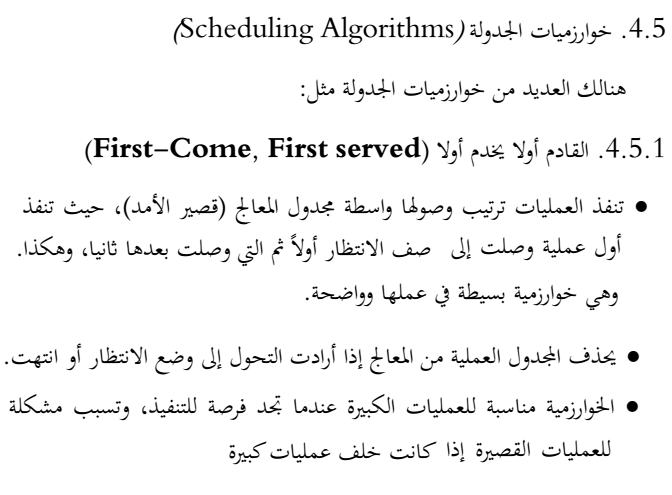 4.5. خوارزميات الجدولة (Scheduling Algorithms)
هنالك العديد من خوارزميات الجدولة مثل:
4.5.1. القادم أولا يخدم أولا (First-Come, First served)
● تنفذ العمليات ترتيب وصولها واسطة مجدول المعالج (قصير الأمد)، حيث تنفذ
أول عملية وصلت إلى صف الانتظار أولاً ثم التي وصلت بعدها ثانيا، وهكذا.
وهي خوارزمية بسيطة في عملها وواضحة.
● يحذف المجدول العملية من المعالج إذا أرادت التحول إلى وضع الانتظار أو انتهت.
● الخوارزمية مناسبة للعمليات الكبيرة عندما تجد فرصة للتنفيذ، وتسبب مشكلة
للعمليات القصيرة إذا كانت خلف عمليات كبيرة